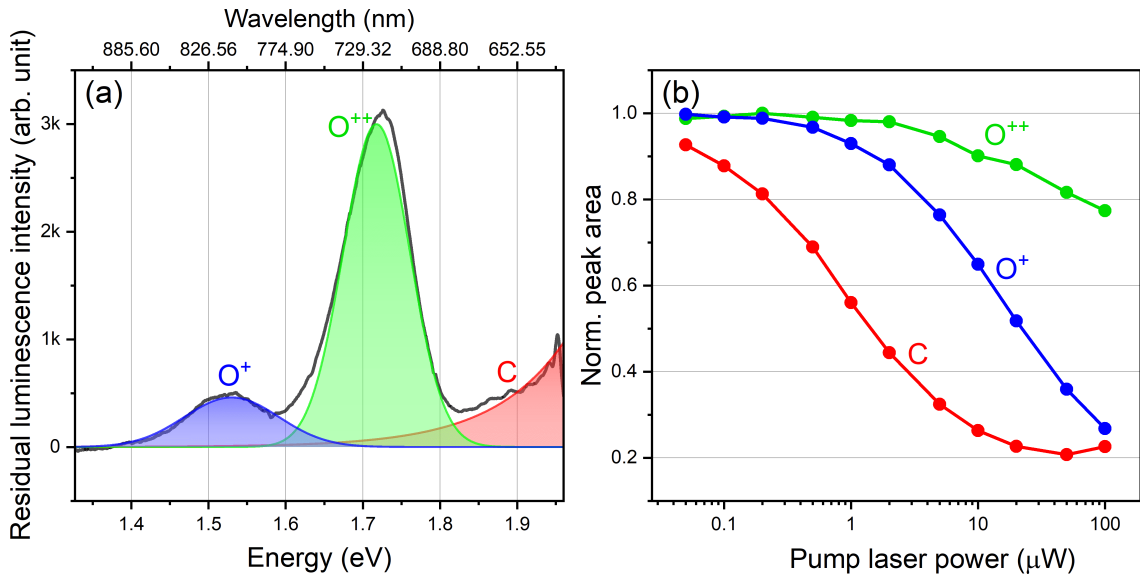 Wavelength (nm)
885.60 826.56 774.90 729.32 688.80 652.55
(a)
Residual luminescence intensity (arb. unit)
3k
2k
1k
0
O++
O+
C
1.4 1.5 1.6 1.7 1.8 1.9
Energy (eV)
(b)
Norm. peak area
1.0
0.8
0.6
0.4
0.2
O++
O+
C
0.1 1 10 100
Pump laser power (μW)